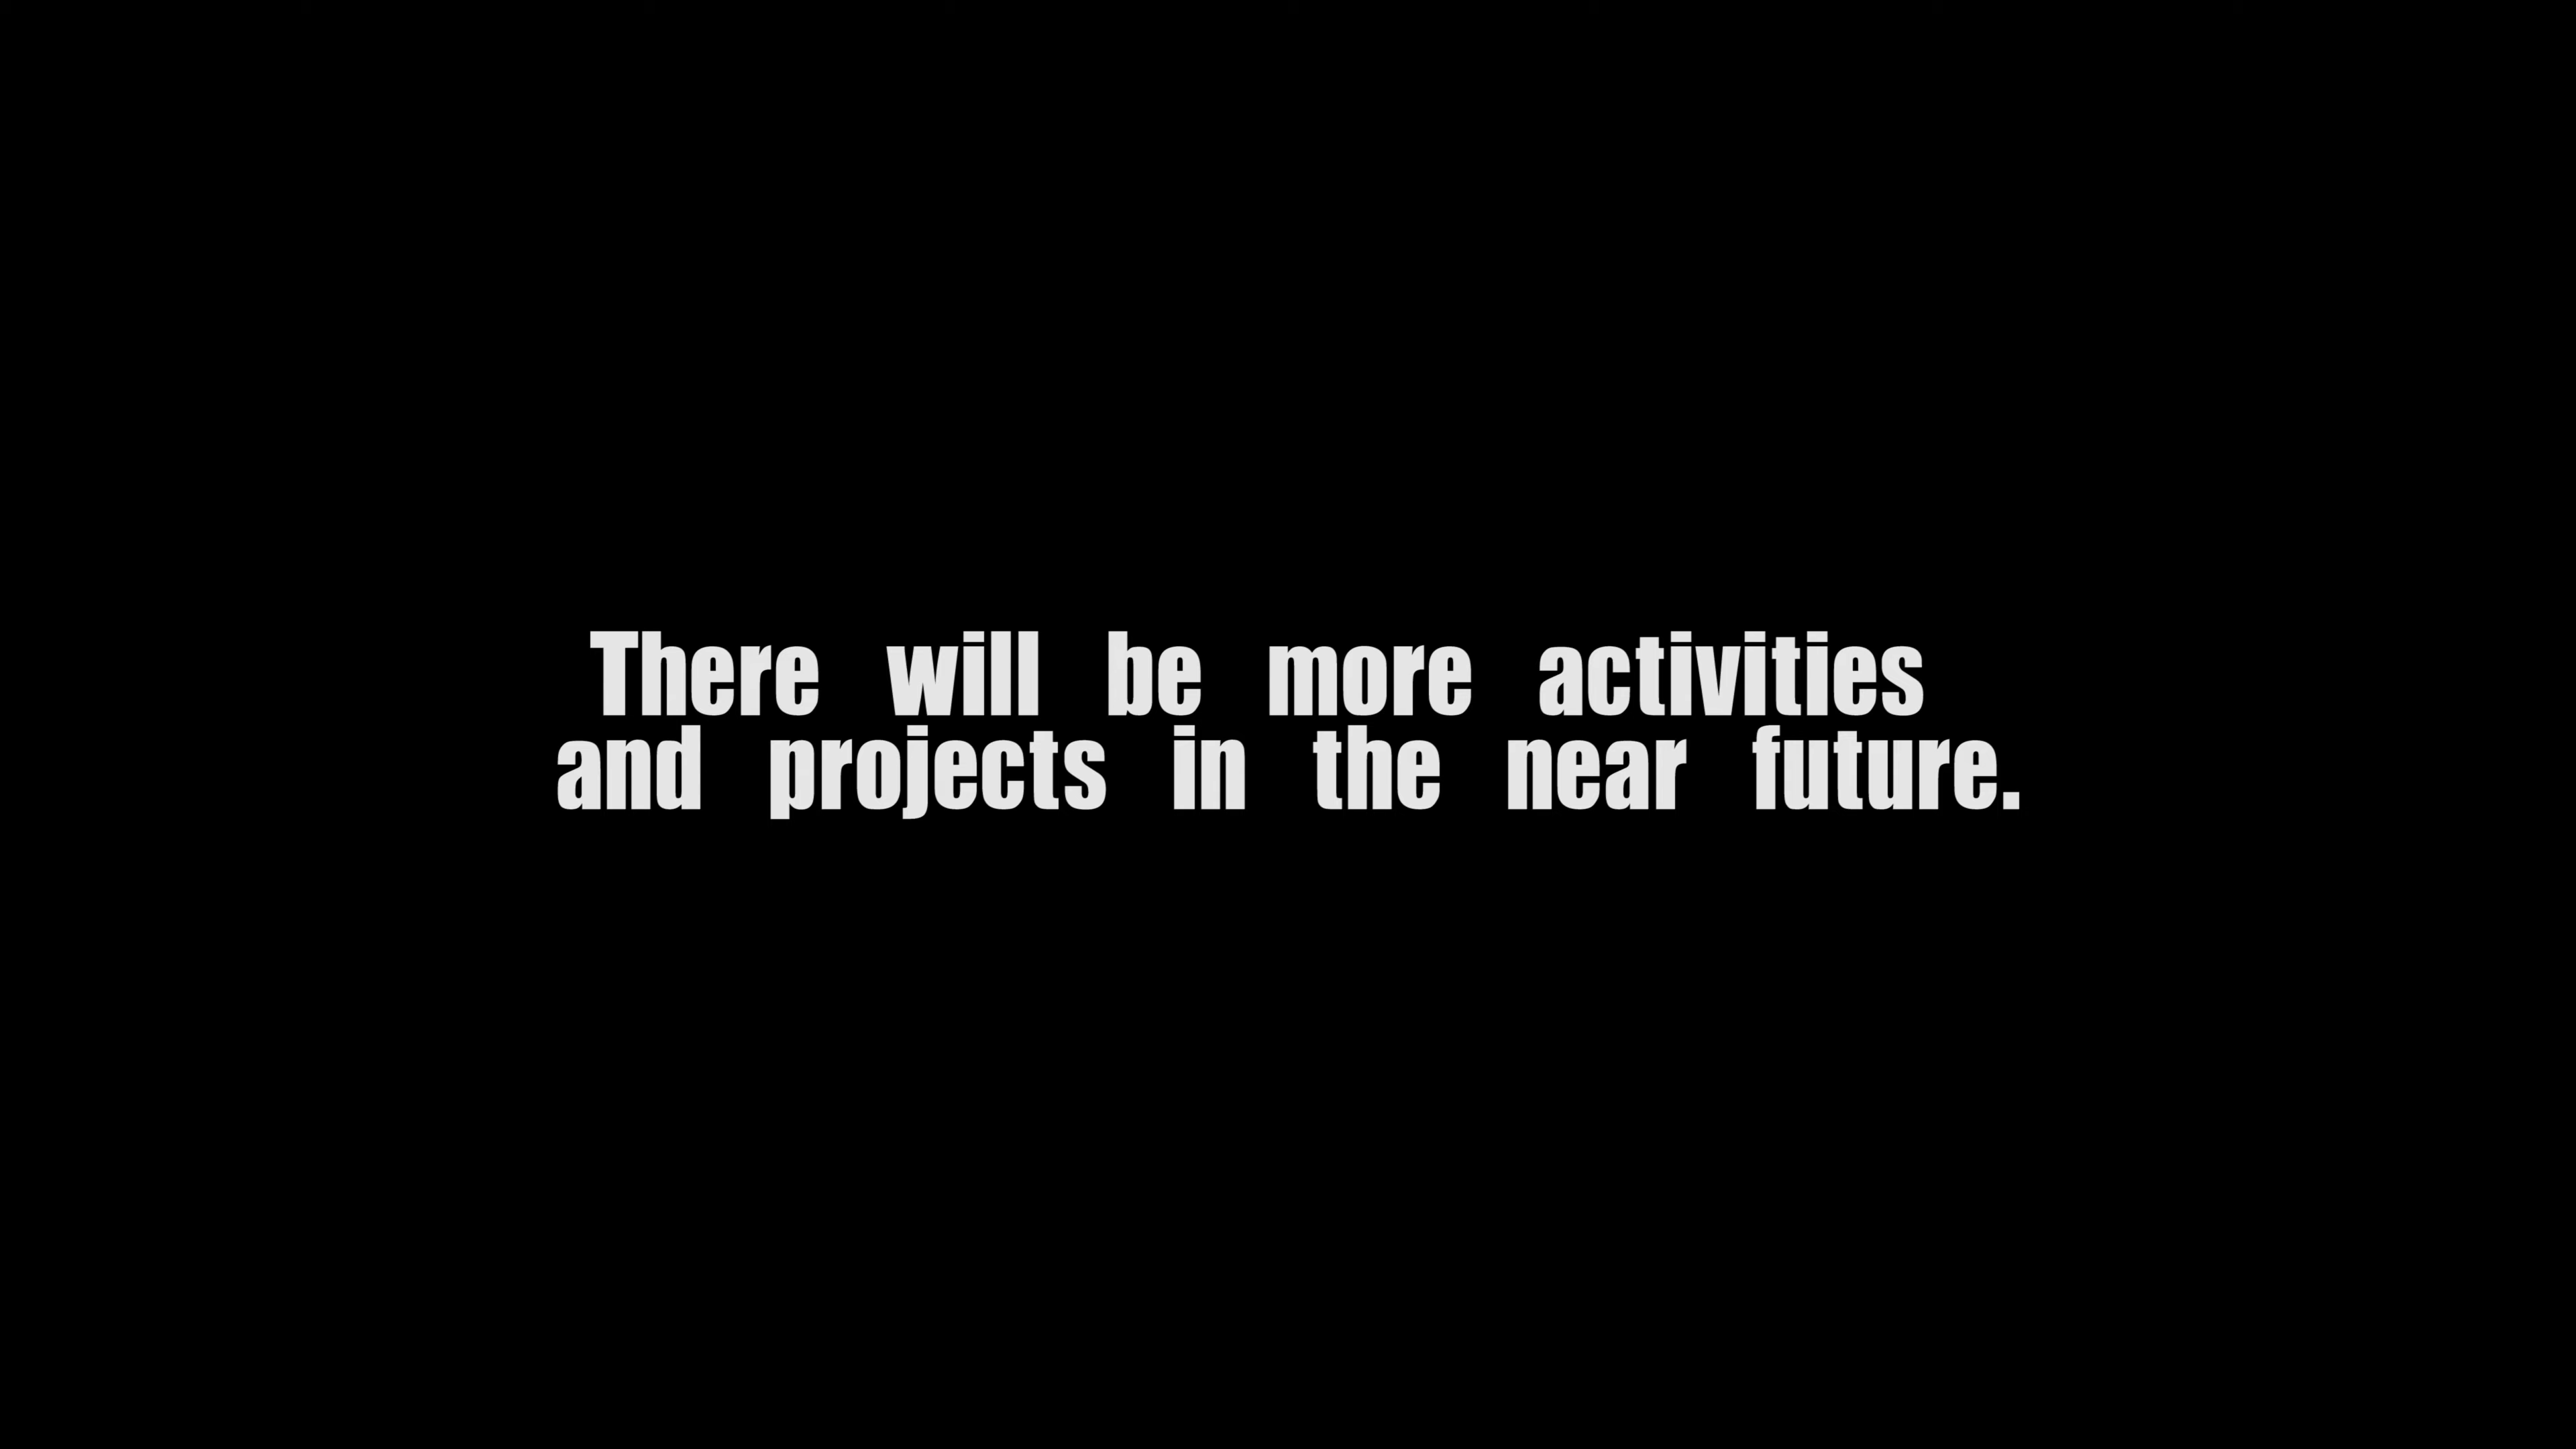 There will be more activities
and projects in the near future.